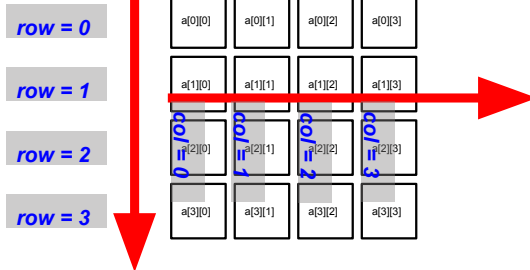 row = 0
a[0][0] a[0][1] a[0][2] a[0][3]
row = 1
a[1][0] a[1][1] a[1][2] a[1][3]
col = 0
col = 1
col = 2
col = 3
row = 2
a[2][0] a[2][1] a[2][2] a[2][3]
row = 3
a[3][0] a[3][1] a[3][2] a[3][3]